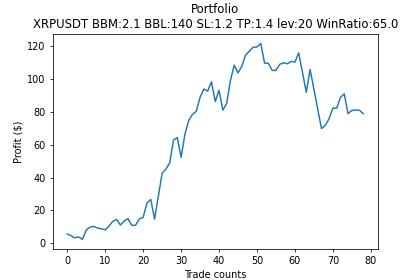 Portfolio
XRPUSDT BBM:2.1 BBL:140 SL:1.2 TP:1.4 lev:20 WinRatio:65.0
120
100
80
60
40
20
0
Profit ($)
0 10 20 30 40 50 60 70 80
Trade counts